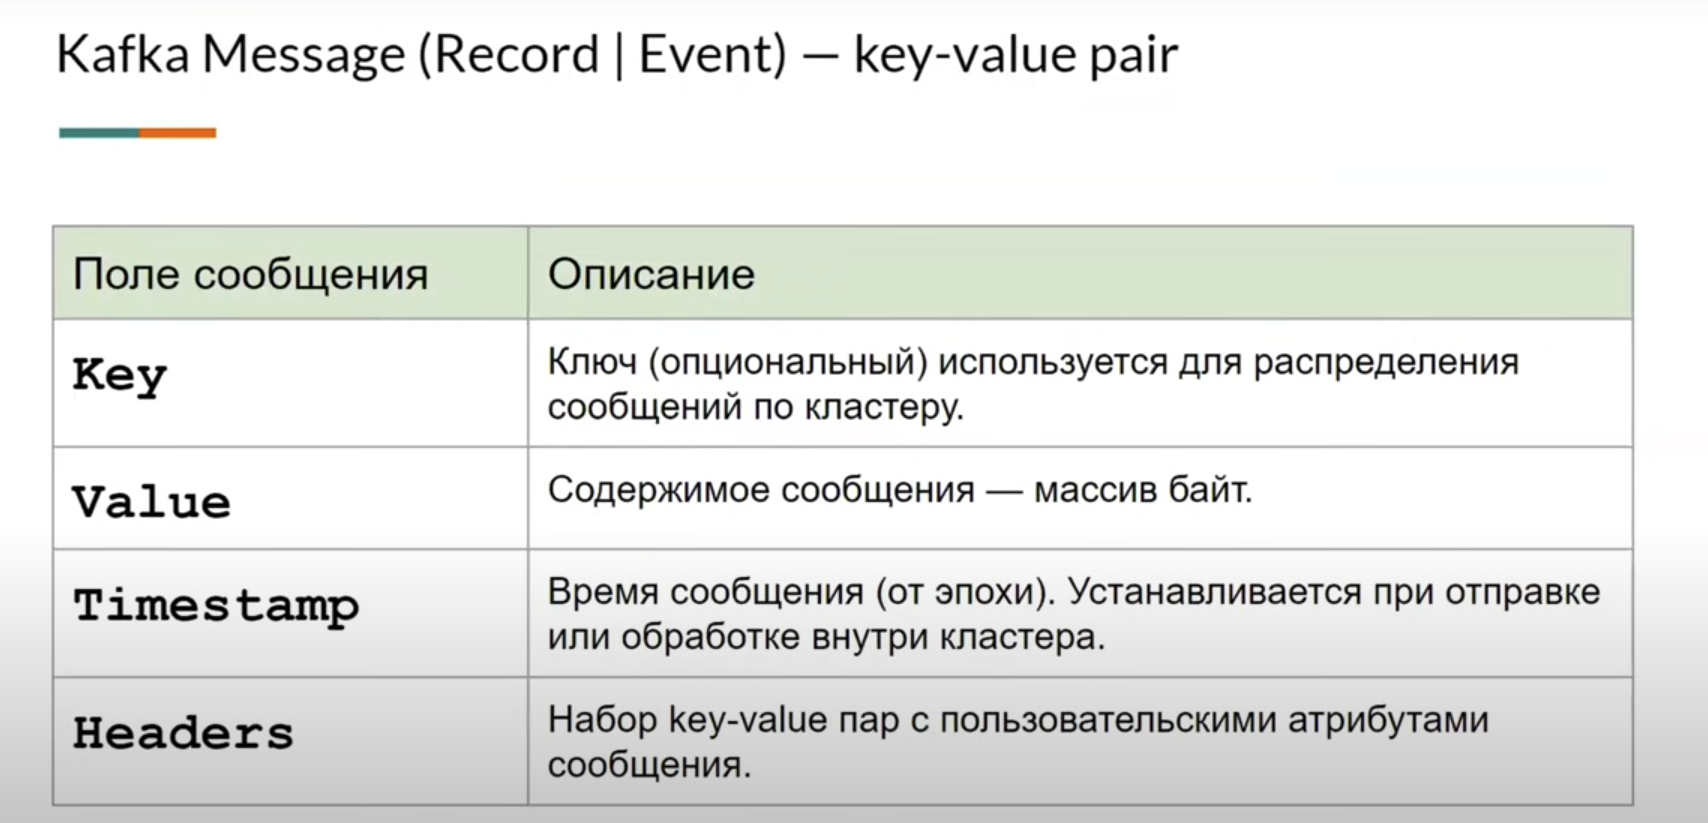 Kafka Message (Record | Event) — key-value pair
Поле сообщения
Описание
Key
Ключ (опциональный) используется для распределения
сообщений по кластеру.
Value
Содержимое сообщения — массив байт.
Timestamp
Время сообщения (от эпохи). Устанавливается при отправке
или обработке внутри кластера.
Headers
Набор key-value пар с пользовательскими атрибутами
сообщения.